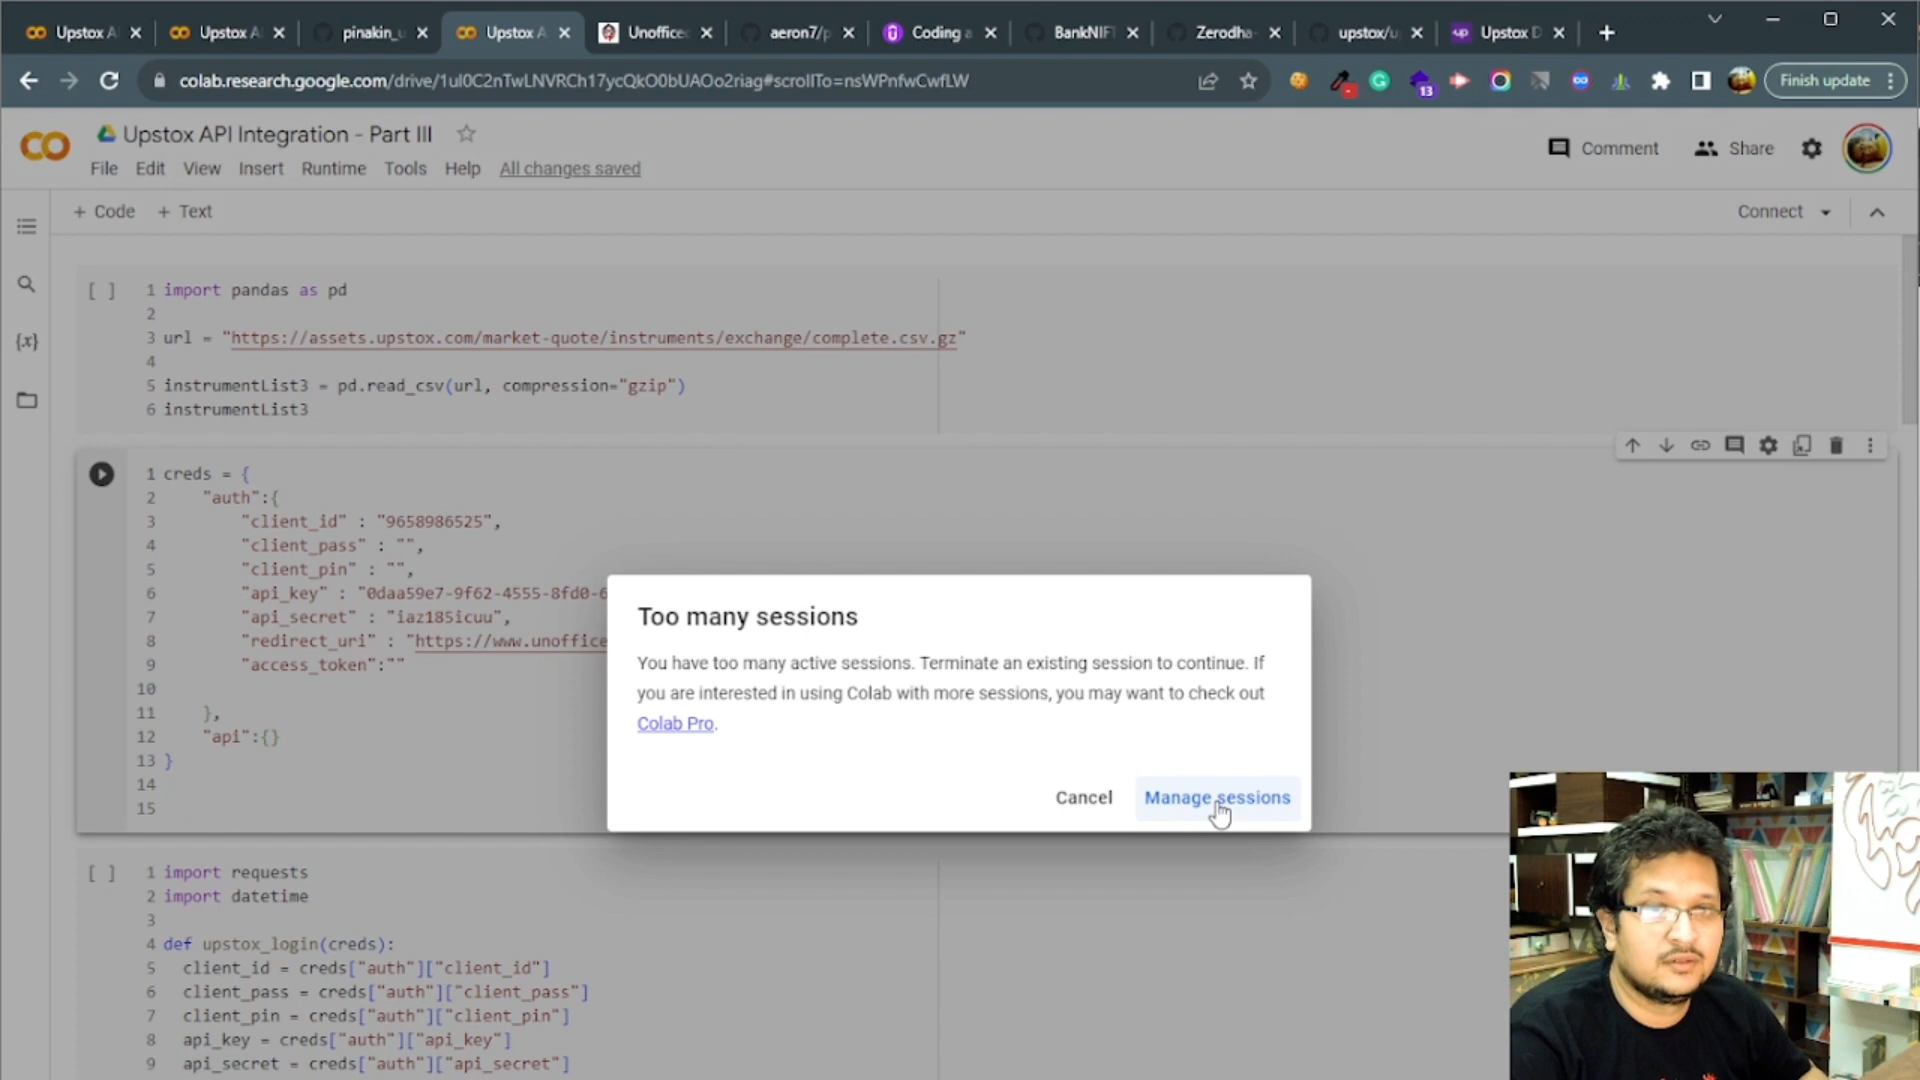 Upstox A
Upstox A
pinakin_u
Upstox A
Unoffice
aeron7/p
Coding a
BankNIF
Zerodha-
upstox/u
Upstox D
colab.research.google.com/drive/1ul0C2nTwLNVRCh17ycQkO0bUAOo2riag#scrollTo=nsWPnfwCwfLW
13
Finish update
Upstox API Integration - Part III
File Edit View Insert Runtime Tools Help All changes saved
Comment
Share
+ Code + Text
Connect
[ ] 1 import pandas as pd
2
3 url = "https://assets.upstox.com/market-quote/instruments/exchange/complete.csv.gz"
4
5 instrumentList3 = pd.read_csv(url, compression="gzip")
6 instrumentList3
1 creds = {
2 "auth":{
3 "client_id" : "9658986525",
4 "client_pass" : "",
5 "client_pin" : "",
6 "api_key" : "0daa59e7-9f62-4555-8fd0-6
7 "api_secret" : "iaz185icuu",
8 "redirect_uri" : "https://www.unoffice
9 "access_token":""
10
11 },
12 "api":{}
13 }
14
15
Too many sessions
You have too many active sessions. Terminate an existing session to continue. If
you are interested in using Colab with more sessions, you may want to check out
Colab Pro.
Cancel
Manage sessions
[ ] 1 import requests
2 import datetime
3
4 def upstox_login(creds):
5 client_id = creds["auth"]["client_id"]
6 client_pass = creds["auth"]["client_pass"]
7 client_pin = creds["auth"]["client_pin"]
8 api_key = creds["auth"]["api_key"]
9 api_secret = creds["auth"]["api_secret"]